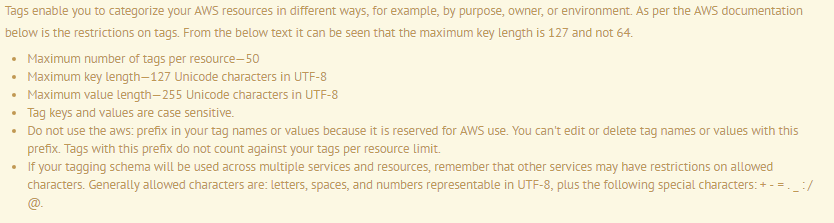 Tags enable you to categorize your AWS resources in different ways, for example, by purpose, owner, or environment. As per the AWS documentation
below is the restrictions on tags. From the below text it can be seen that the maximum key length is 127 and not 64.
• Maximum number of tags per resource—50
• Maximum key length—127 Unicode characters in UTF-8
• Maximum value length—255 Unicode characters in UTF-8
• Tag keys and values are case sensitive.
• Do not use the aws: prefix in your tag names or values because it is reserved for AWS use. You can't edit or delete tag names or values with this
prefix. Tags with this prefix do not count against your tags per resource limit.
• If your tagging schema will be used across multiple services and resources, remember that other services may have restrictions on allowed
characters. Generally allowed characters are: letters, spaces, and numbers representable in UTF-8, plus the following special characters: + - = . _ : /
@.